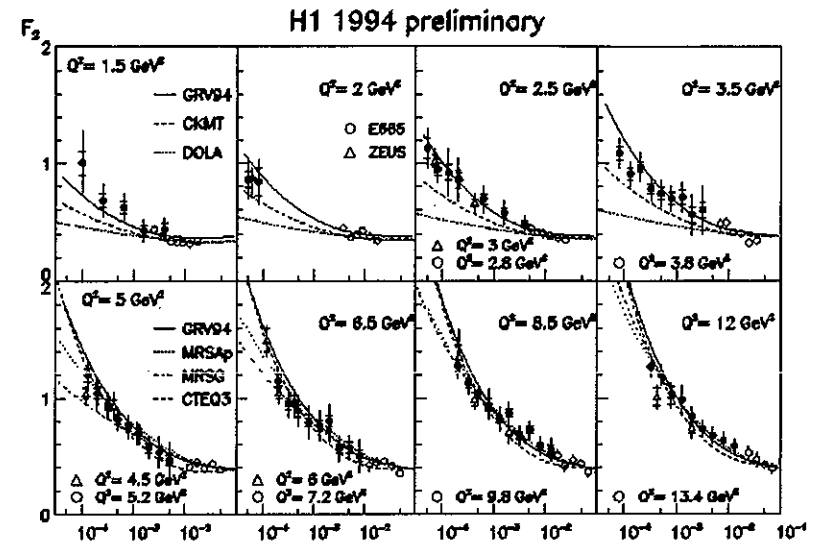 H1 1994 preliminary
F₂
2
Q²= 1.5 GeV²
GRV94
CKMT
DOLA
Q²= 2 GeV²
E665
ZEUS
Q²= 2.5 GeV²
Q²= 3 GeV²
Q²= 2.8 GeV²
Q²= 3.5 GeV²
Q²= 3.8 GeV²
1
0
2
Q²= 5 GeV²
GRV94
MRSAp
MRSG
CTEQ3
Q²= 4.5 GeV²
Q²= 5.2 GeV²
Q²= 6.5 GeV²
Q²= 6 GeV²
Q²= 7.2 GeV²
Q²= 8.5 GeV²
Q²= 9.8 GeV²
Q²= 12 GeV²
Q²= 13.4 GeV²
1
0
10⁻⁴ 10⁻³ 10⁻² 10⁻⁴ 10⁻³ 10⁻² 10⁻⁴ 10⁻³ 10⁻² 10⁻⁴ 10⁻³ 10⁻² 10⁻¹